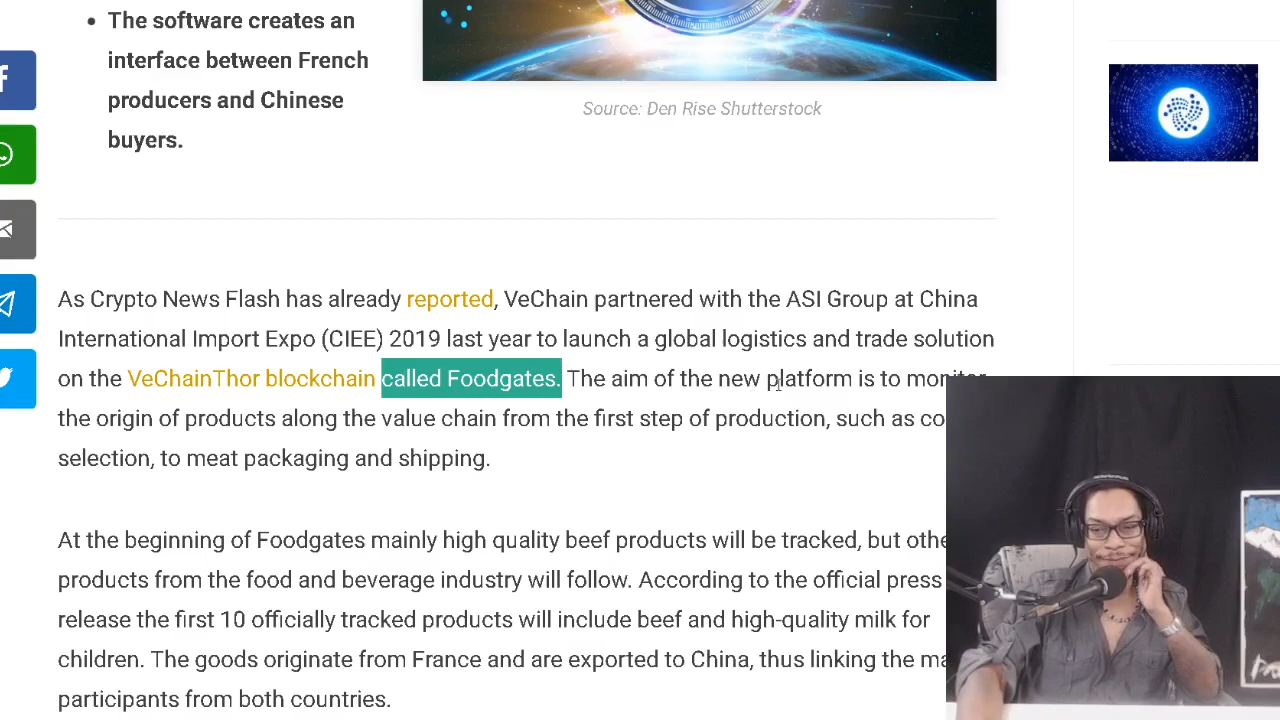 The software creates an
interface between French
producers and Chinese
buyers.
Source: Den Rise Shutterstock
As Crypto News Flash has already reported, VeChain partnered with the ASI Group at China
International Import Expo (CIEE) 2019 last year to launch a global logistics and trade solution
on the VeChainThor blockchain called Foodgates. The aim of the new platform is to monitor
the origin of products along the value chain from the first step of production, such as
selection, to meat packaging and shipping.
At the beginning of Foodgates mainly high quality beef products will be tracked, but
products from the food and beverage industry will follow. According to the official press
release the first 10 officially tracked products will include beef and high-quality milk for
children. The goods originate from France and are exported to China, thus linking the
participants from both countries.